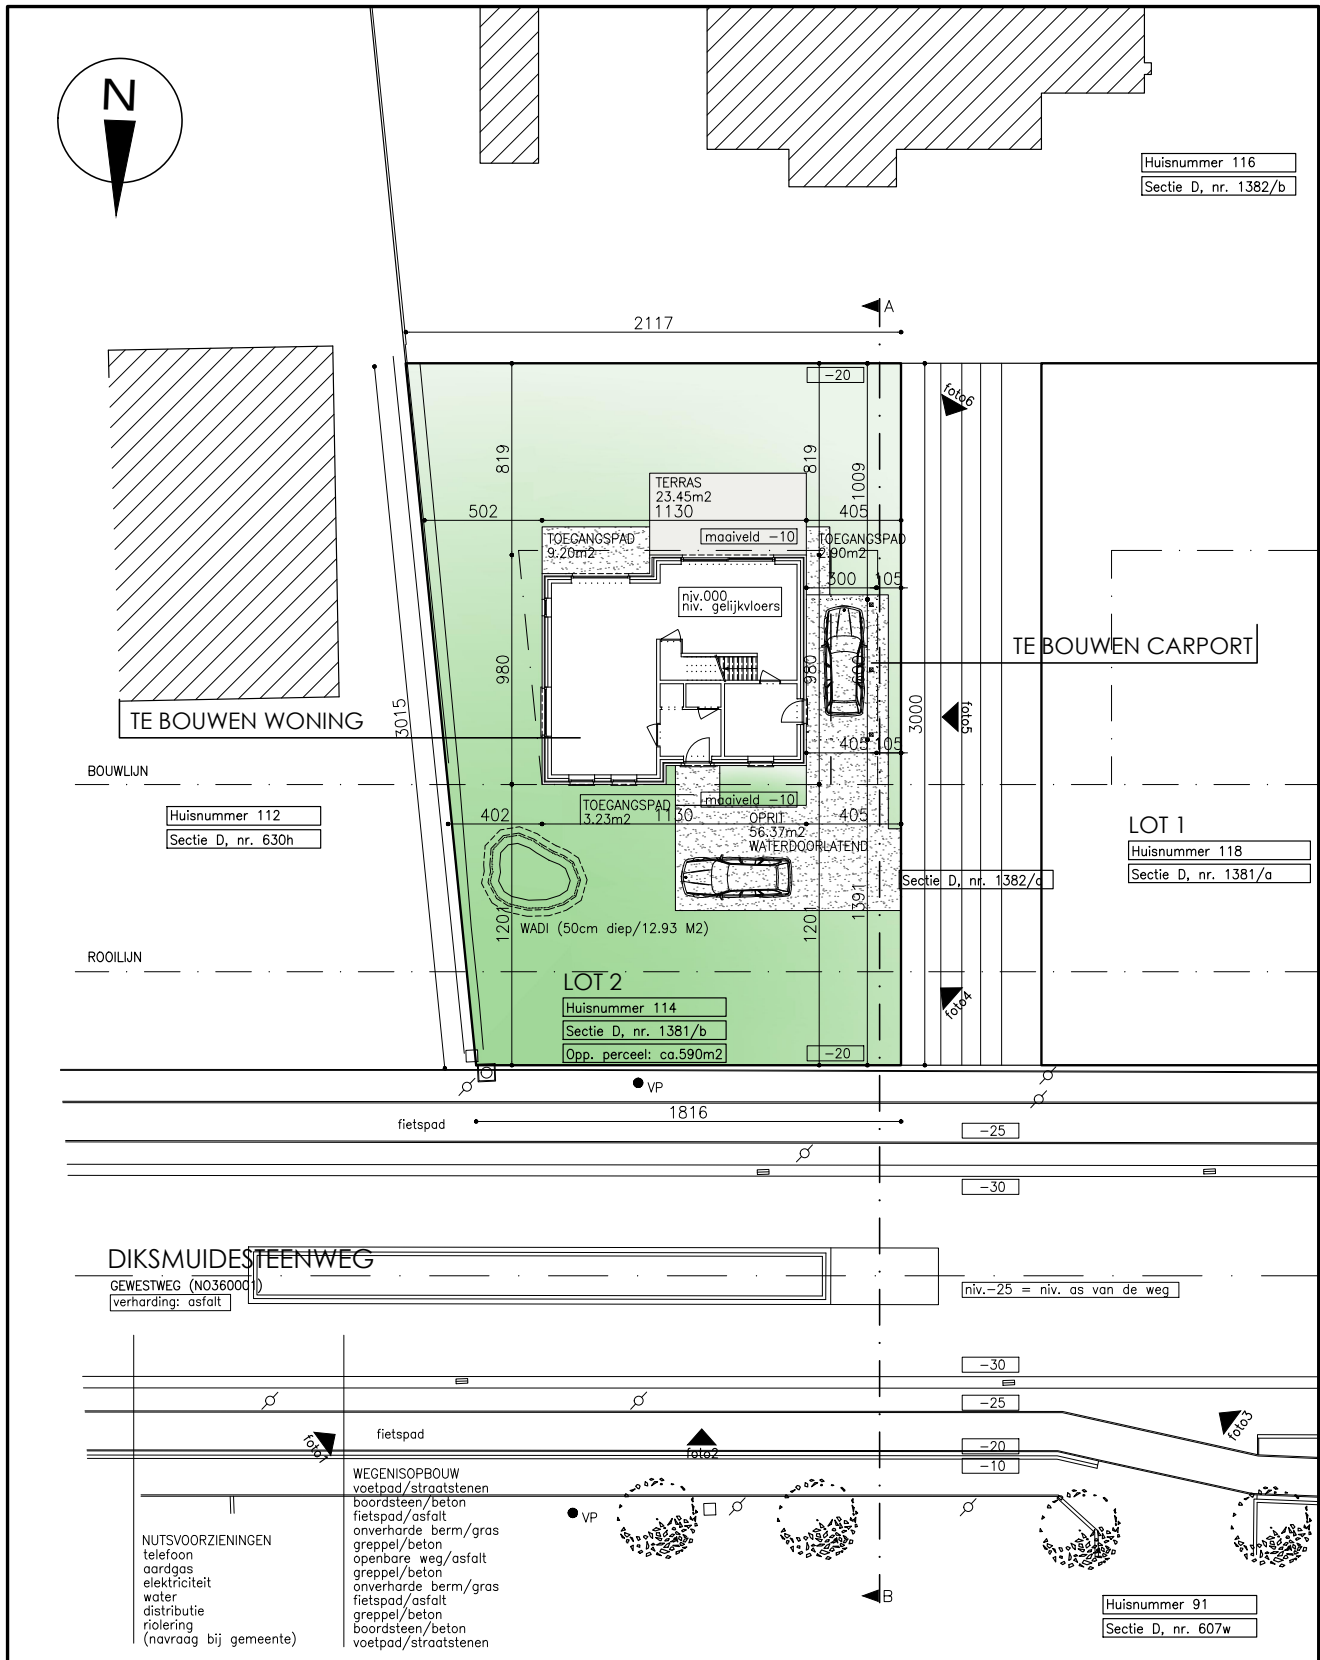 N
Huisnummer 116
Sectie D, nr. 1382/b
A
2117
-20
foto6
819
819
1009
TERRAS
23.45m2
502
1130
405
TOEGANGSPAD
9.20m2
maaiveld -10
TOEGANGSPAD
2.90m2
300
105
niv.000
niv. gelijkvloers
TE BOUWEN CARPORT
980
980
3015
3000
foto5
TE BOUWEN WONING
405
105
BOUWLIJN
TOEGANGSPAD
3.23m2
maaiveld -10
Huisnummer 112
Sectie D, nr. 630h
402
1130
405
OPRIT
56.37m2
WATERDOORLATEND
LOT 1
Huisnummer 118
Sectie D, nr. 1381/a
Sectie D, nr. 1382/
1201
1201
1391
WADI (50cm diep/12.93 M2)
ROOILIJN
LOT 2
Huisnummer 114
Sectie D, nr. 1381/b
Opp. perceel: ca.590m2
-20
foto4
VP
1816
fietspad
-25
-30
DIKSMUIDESTEENWEG
GEWESTWEG (N0360001)
verharding: asfalt
niv.-25 = niv. as van de weg
-30
-25
foto1
fietspad
foto2
foto3
-20
-10
WEGENISOPBOUW
voetpad/straatstenen
boordsteen/beton
fietspad/asfalt
onverharde berm/gras
greppel/beton
openbare weg/asfalt
greppel/beton
onverharde berm/gras
fietspad/asfalt
greppel/beton
boordsteen/beton
voetpad/straatstenen
VP
NUTSVOORZIENINGEN
telefoon
aardgas
elektriciteit
water
distributie
riolering
(navraag bij gemeente)
B
Huisnummer 91
Sectie D, nr. 607w